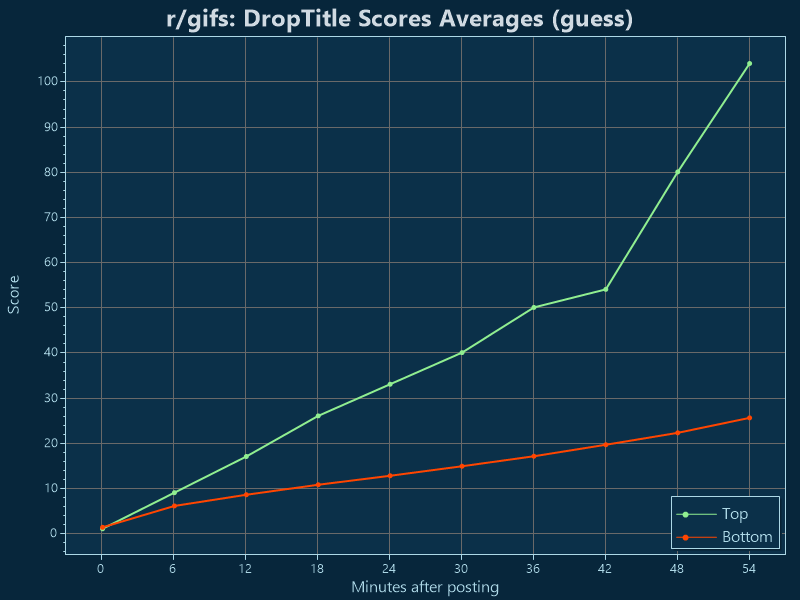 r/gifs: DropTitle Scores Averages (guess)
100
90
80
70
60
50
40
30
20
10
0
Score
0 6 12 18 24 30 36 42 48 54
Minutes after posting
Top
Bottom